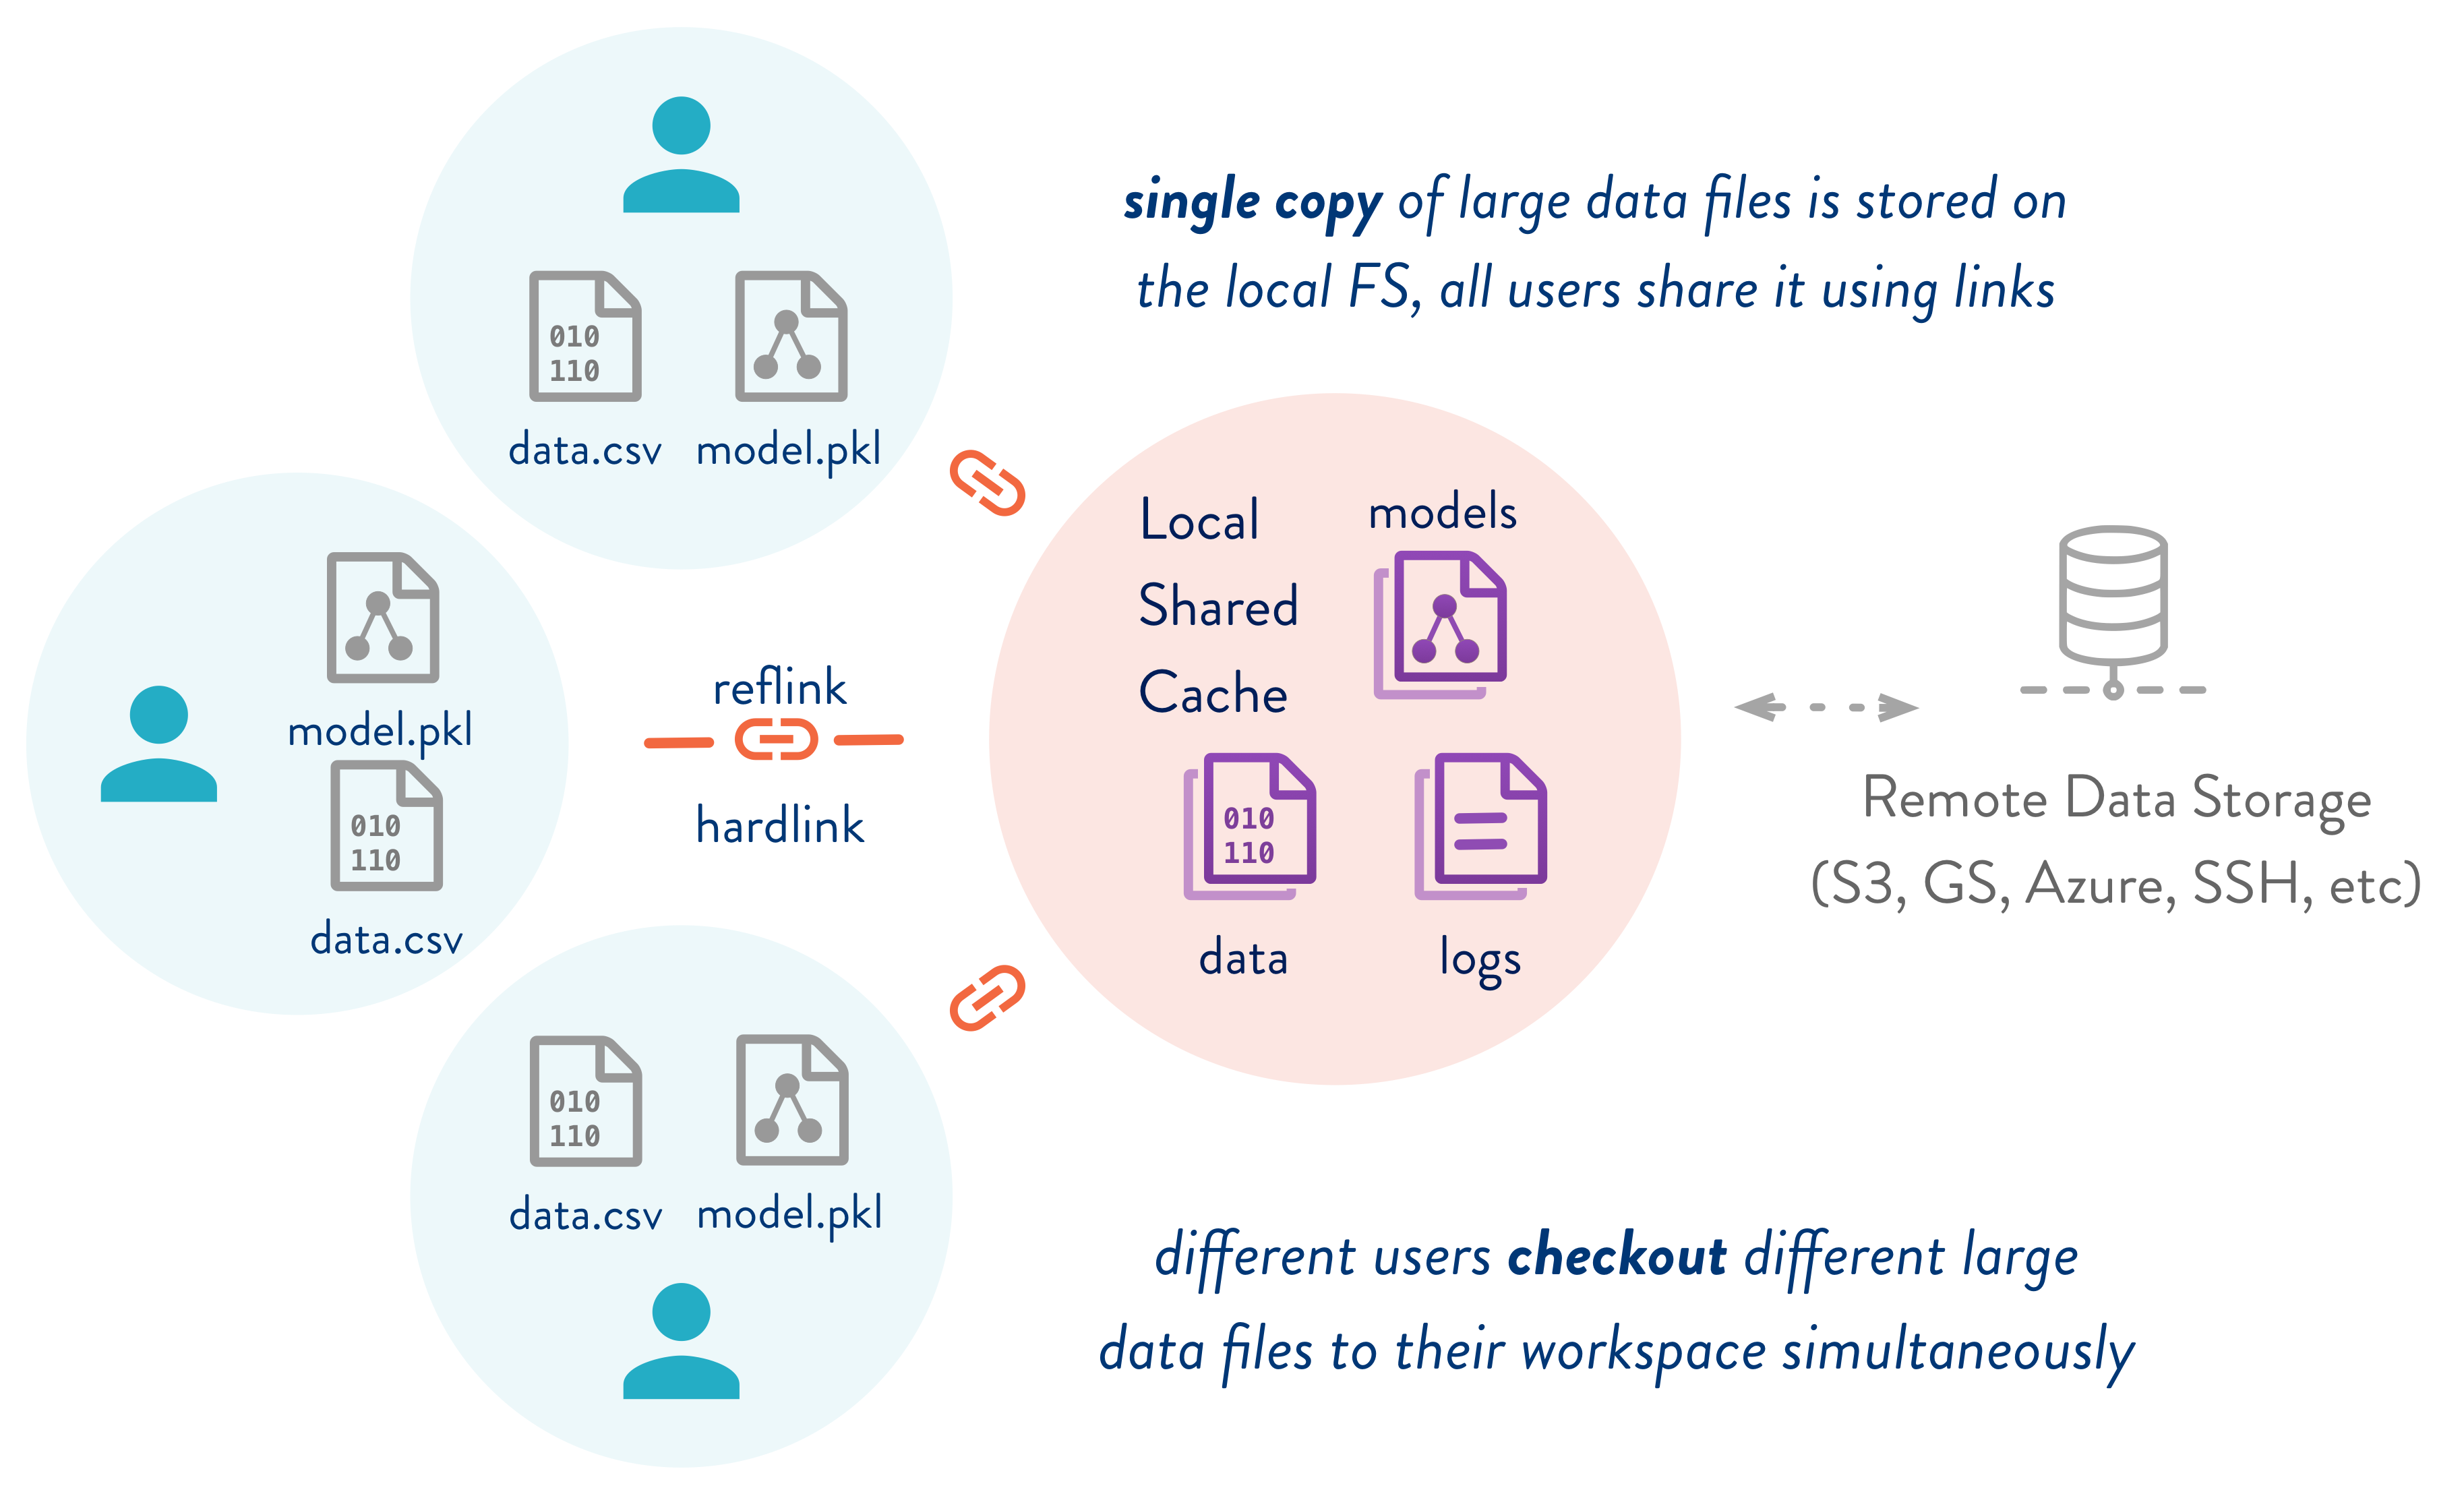 single copy of large data files is stored on
the local FS, all users share it using links
010
110
data.csv
model.pkl
model.pkl
010
110
data.csv
reflink
hardlink
010
110
data.csv
model.pkl
Local
Shared
Cache
models
010
110
data
logs
Remote Data Storage
(S3, GS, Azure, SSH, etc)
different users checkout different large
data files to their workspace simultaneously